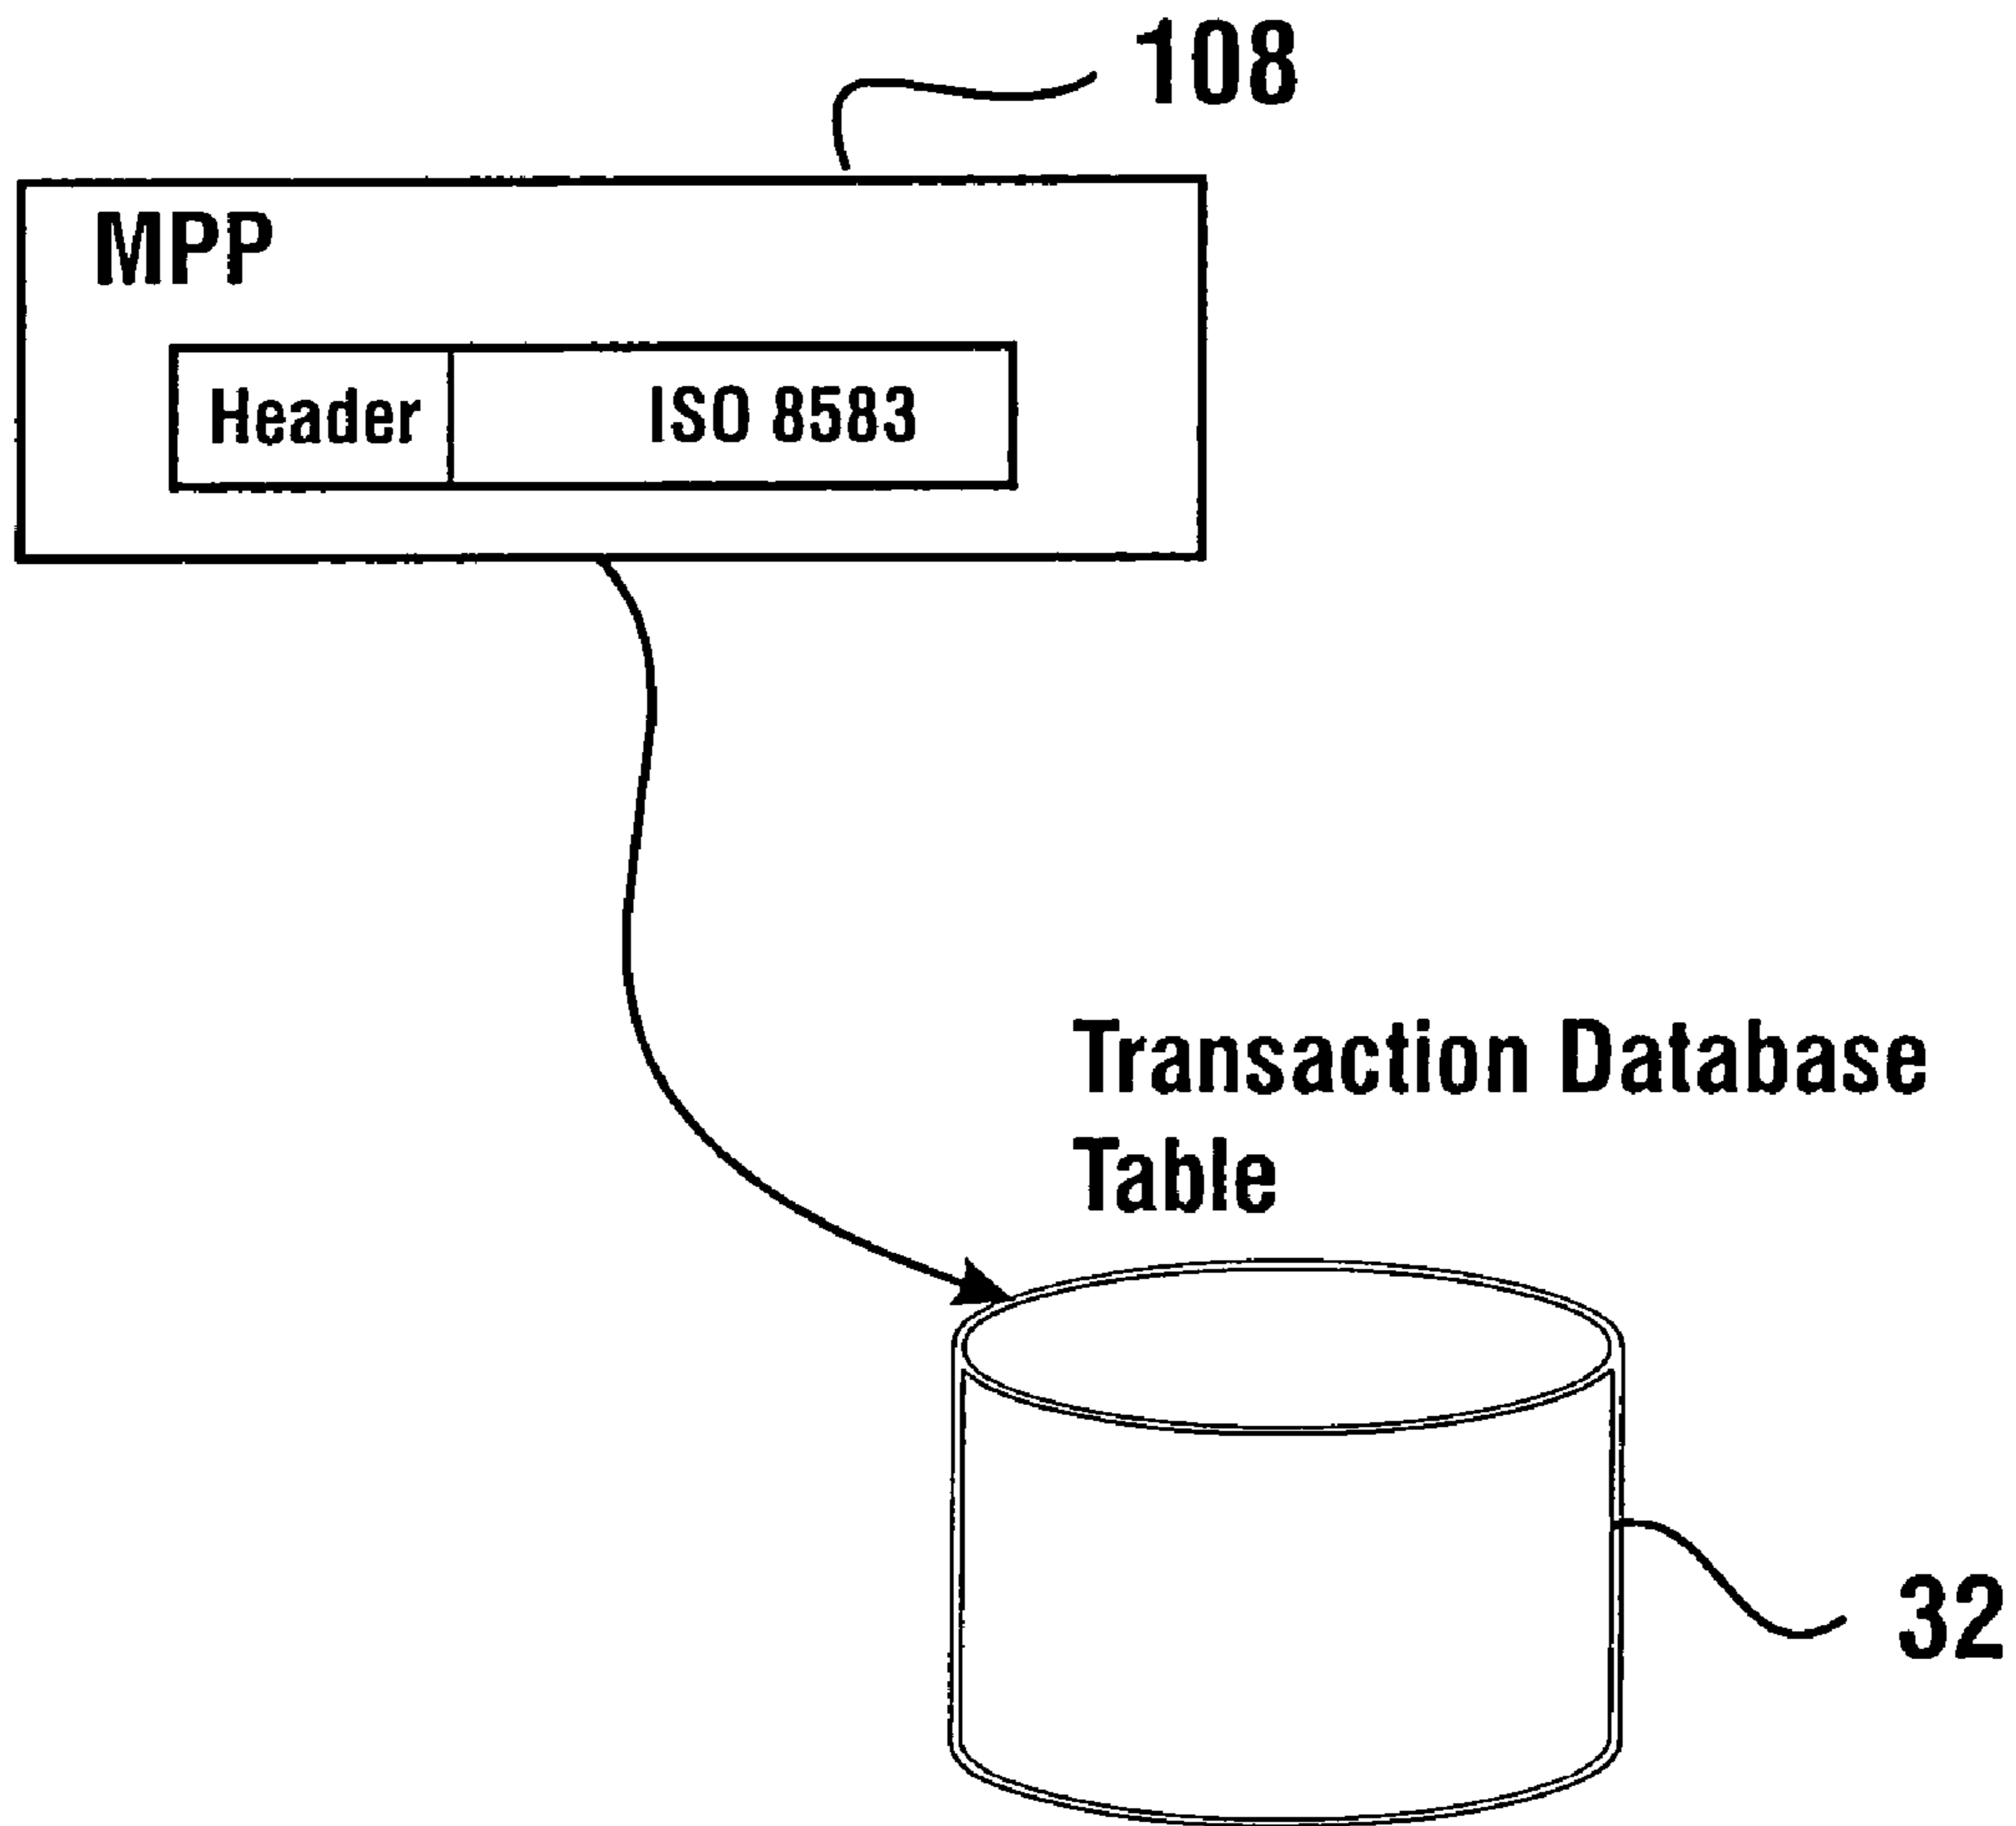 108
MPP
Header ISO 8583
Transaction Database
Table
32